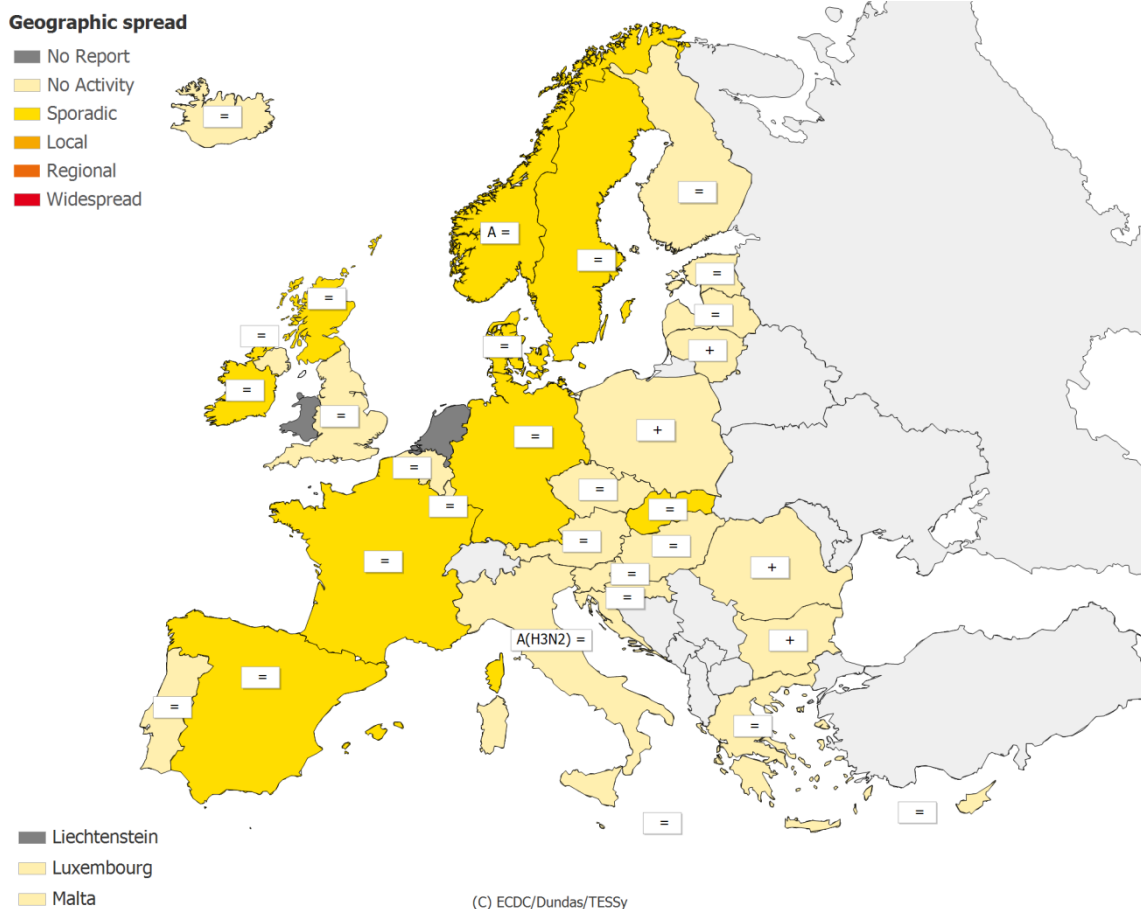 Geographic spread
No Report
No Activity
Sporadic
Local
Regional
Widespread
=
=
A =
=
=
=
=
=
=
=
+
=
=
=
+
=
=
=
=
=
=
=
+
=
=
A(H3N2) =
+
=
=
=
=
=
Liechtenstein
Luxembourg
Malta
(C) ECDC/Dundas/TESSy